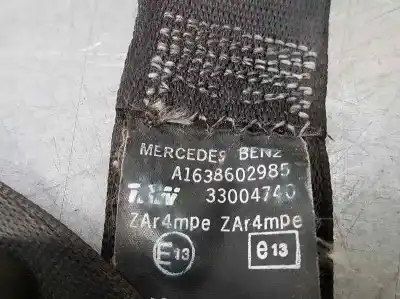 MERCEDES BENZ
A1638602985
TRW 33004740
ZAr4mpe ZAr4mpe
E13 e13